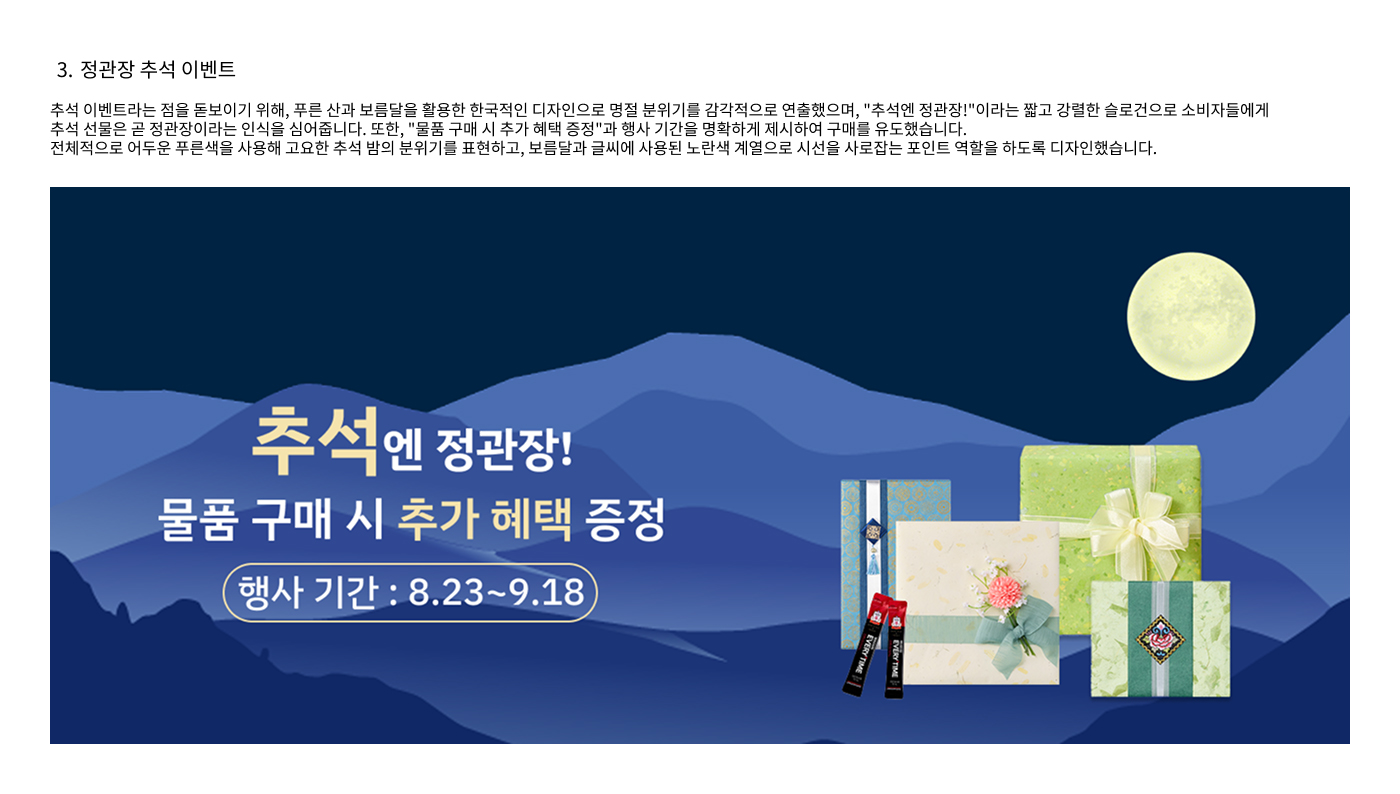 3. 정관장 추석 이벤트
추석 이벤트라는 점을 돋보이기 위해, 푸른 산과 보름달을 활용한 한국적인 디자인으로 명절 분위기를 감각적으로 연출했으며, "추석엔 정관장!"이라는 짧고 강렬한 슬로건으로 소비자들에게
추석 선물은 곧 정관장이라는 인식을 심어줍니다. 또한, "물품 구매 시 추가 혜택 증정"과 행사 기간을 명확하게 제시하여 구매를 유도했습니다.
전체적으로 어두운 푸른색을 사용해 고요한 추석 밤의 분위기를 표현하고, 보름달과 글씨에 사용된 노란색 계열으로 시선을 사로잡는 포인트 역할을 하도록 디자인했습니다.
추석엔 정관장!
물품 구매 시 추가 혜택 증정
행사 기간 : 8.23~9.18
EVERYTIME
EVERYTIME